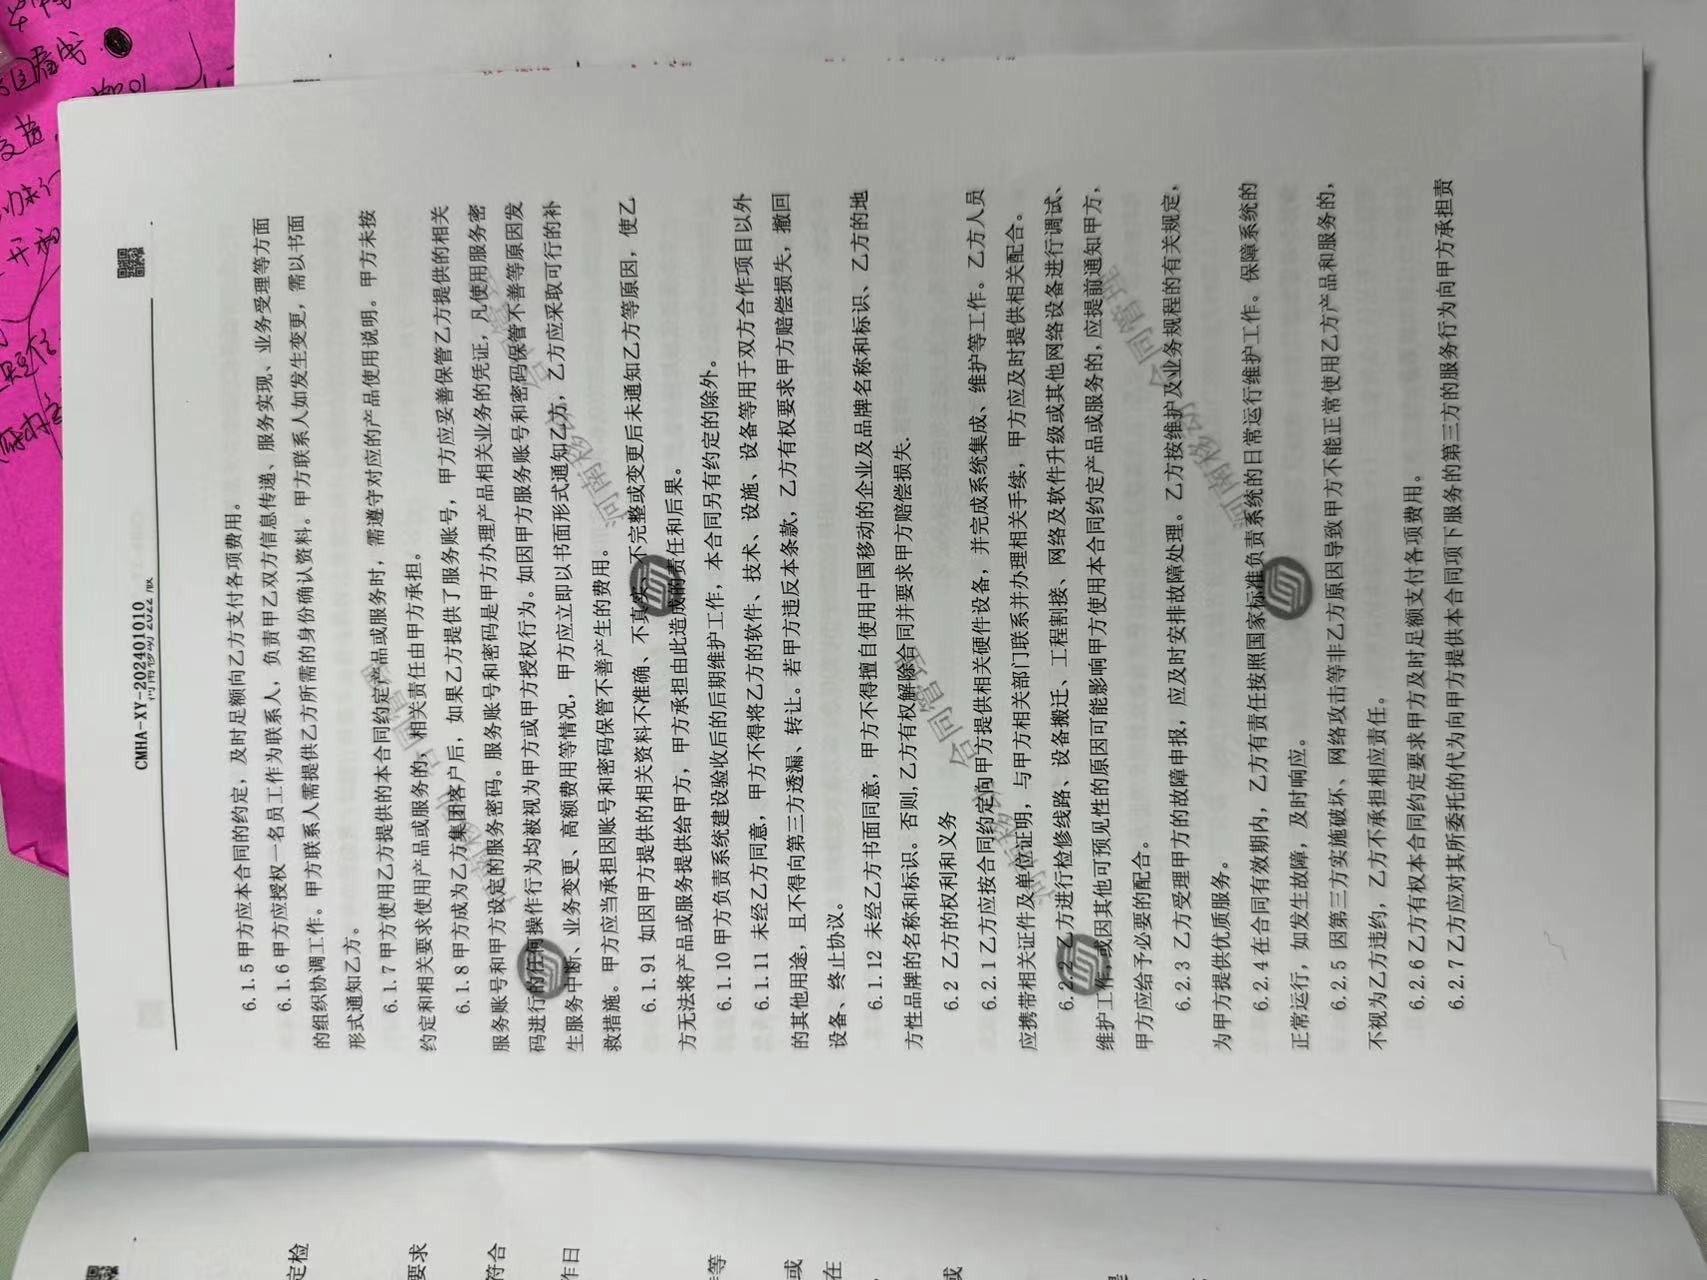 CMHA-XY-202401010
河南移动 2022 版
6.1.5 甲方应本合同的约定，及时足额向乙方支付各项费用。
6.1.6 甲方应授权一名员工作为联系人，负责甲乙双方信息传递、服务实现、业务受理等方面
的组织协调工作。甲方联系人需提供乙方所需的身份确认资料。甲方联系人如发生变更，需以书面
形式通知乙方。
6.1.7 甲方使用乙方提供的本合同约定产品或服务时，需遵守对应的产品使用说明。甲方未按
约定和相关要求使用产品或服务的，相关责任由甲方承担。
6.1.8 甲方成为乙方集团客户后，如果乙方提供了服务账号，甲方应妥善保管乙方提供的相关
服务账号和甲方设定的服务密码。服务账号和密码是甲方办理产品相关业务的凭证，凡使用服务密
码进行的任何操作行为均被视为甲方或甲方授权行为。如因甲方服务账号和密码保管不善等原因发
生服务中断、业务变更、高额费用等情况，甲方应立即以书面形式通知乙方，乙方应采取可行的补
救措施。甲方应当承担因账号和密码保管不善产生的费用。
6.1.91 如因甲方提供的相关资料不准确、不真实、不完整或变更后未通知乙方等原因，使乙
方无法将产品或服务提供给甲方，甲方承担由此造成的责任和后果。
6.1.10 甲方负责系统建设验收后的后期维护工作，本合同另有约定的除外。
6.1.11 未经乙方同意，甲方不得将乙方的软件、技术、设施、设备等用于双方合作项目以外
的其他用途，且不得向第三方透漏、转让。若甲方违反本条款，乙方有权要求甲方赔偿损失，撤回
设备、终止协议。
6.1.12 未经乙方书面同意，甲方不得擅自使用中国移动的企业及品牌名称和标识、乙方的地
方性品牌的名称和标识。否则，乙方有权解除合同并要求甲方赔偿损失.
6.2 乙方的权利和义务
6.2.1 乙方应按合同约定向甲方提供相关硬件设备，并完成系统集成、维护等工作。乙方人员
应携带相关证件及单位证明，与甲方相关部门联系并办理相关手续，甲方应及时提供相关配合。
6.2.2 乙方进行检修线路、设备搬迁、工程割接、网络及软件升级或其他网络设备进行调试、
维护工作，或因其他可预见性的原因可能影响甲方使用本合同约定产品或服务的，应提前通知甲方，
甲方应给予必要的配合。
6.2.3 乙方受理甲方的故障申报，应及时安排故障处理。乙方按维护及业务规程的有关规定，
为甲方提供优质服务。
6.2.4 在合同有效期内，乙方有责任按照国家标准负责系统的日常运行维护工作。保障系统的
正常运行，如发生故障，及时响应。
6.2.5 因第三方实施破坏、网络攻击等非乙方原因导致甲方不能正常使用乙方产品和服务的，
不视为乙方违约，乙方不承担相应责任。
6.2.6 乙方有权本合同约定要求甲方及时足额支付各项费用。
6.2.7 乙方应对其所委托的代为向甲方提供本合同项下服务的第三方的服务行为向甲方承担责
河南移动 合同管理
河南移动 合同管理
河南移动 合同管理
河南移动 合同管理
定检
要求
符合
作日
等
或
在
或